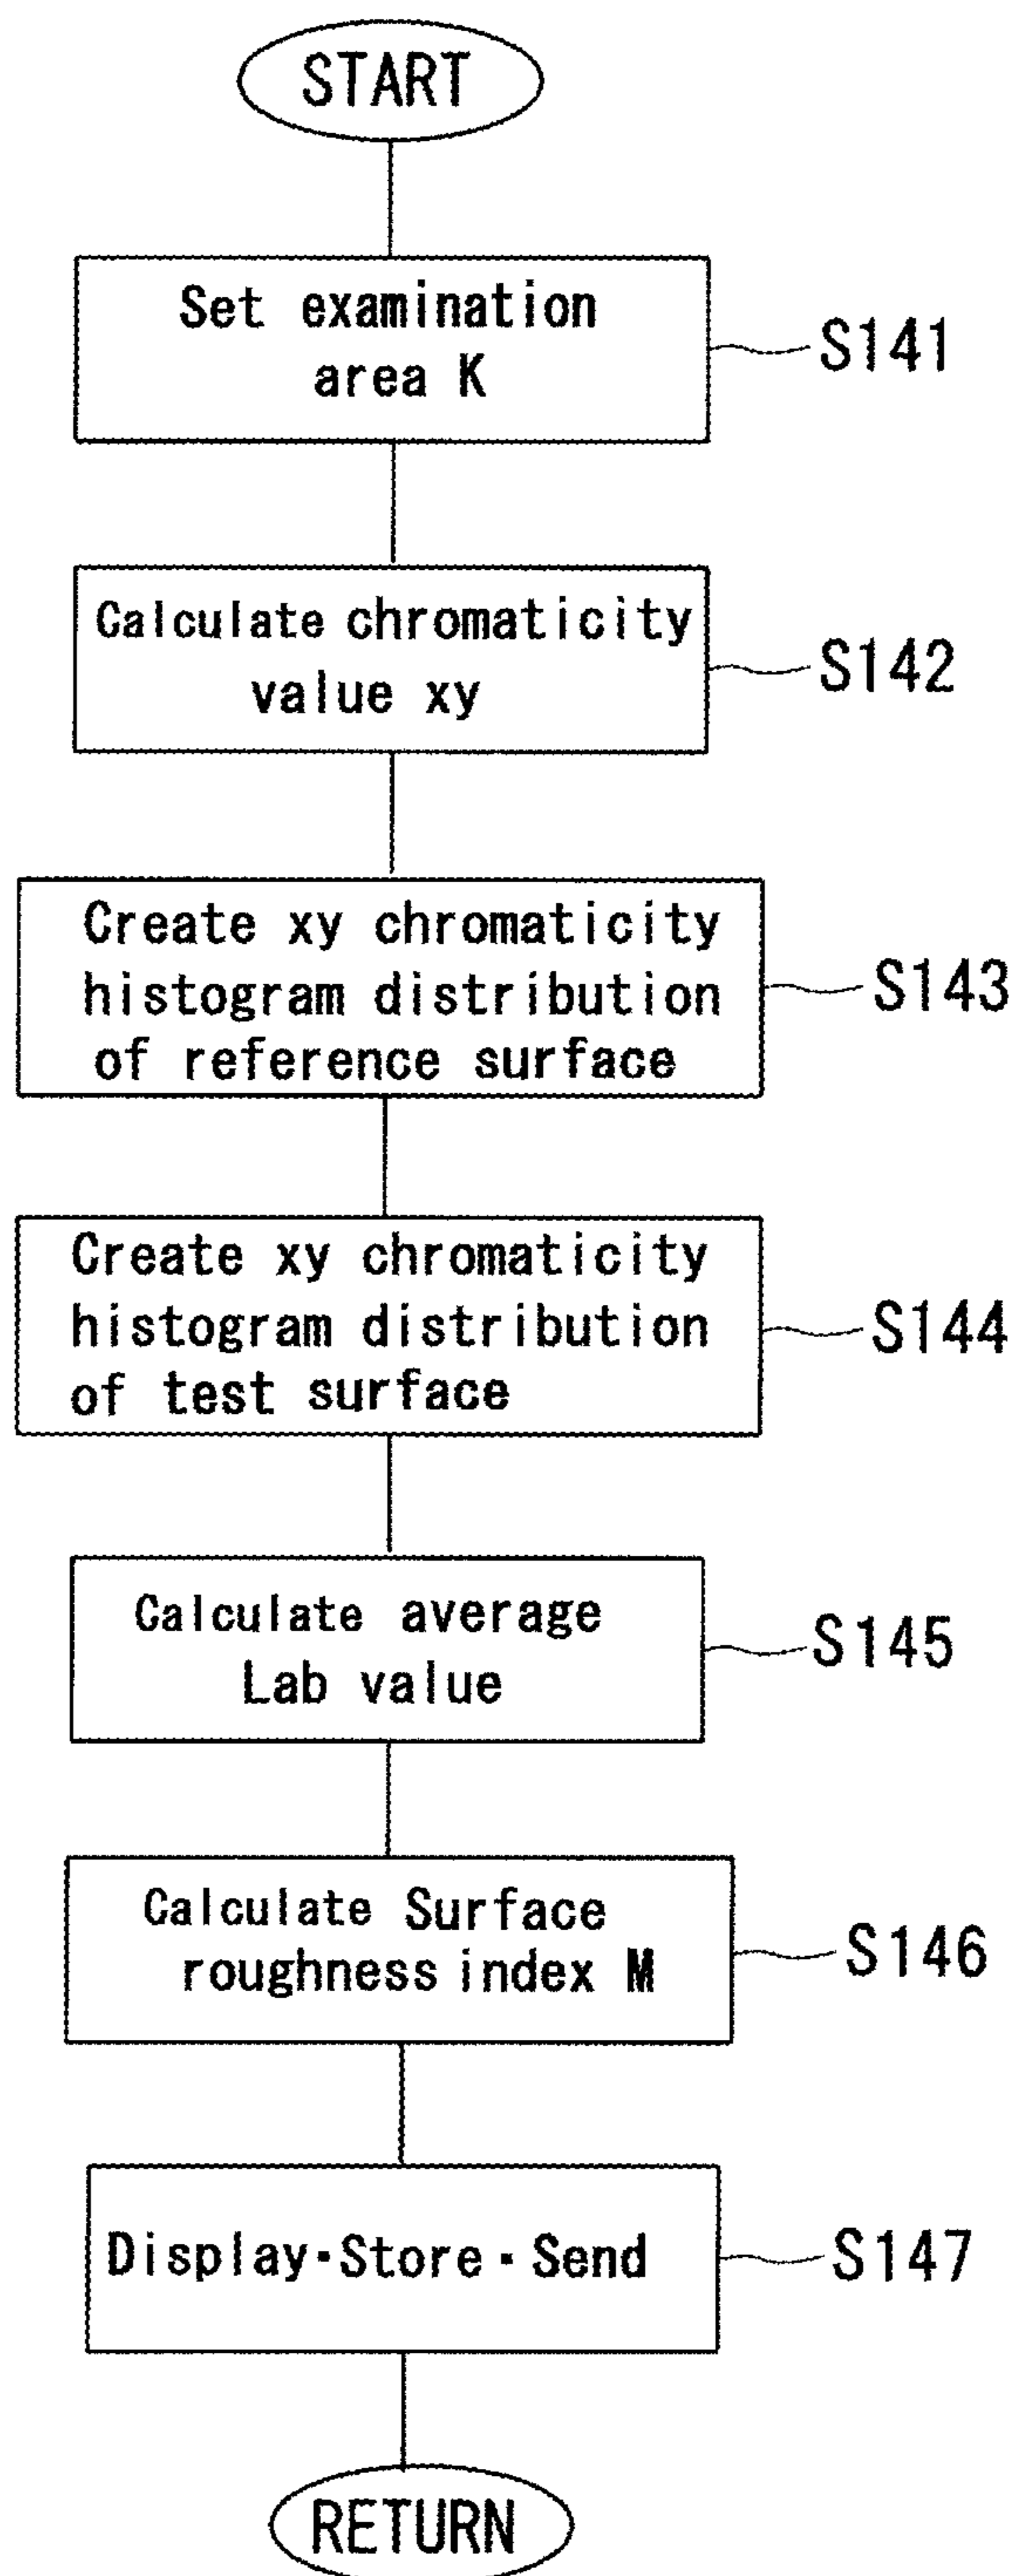 START
Set examination
area K
S141
Calculate chromaticity
value xy
S142
Create xy chromaticity
histogram distribution
of reference surface
S143
Create xy chromaticity
histogram distribution
of test surface
S144
Calculate average
Lab value
S145
Calculate Surface
roughness index M
S146
Display・Store・Send
S147
RETURN